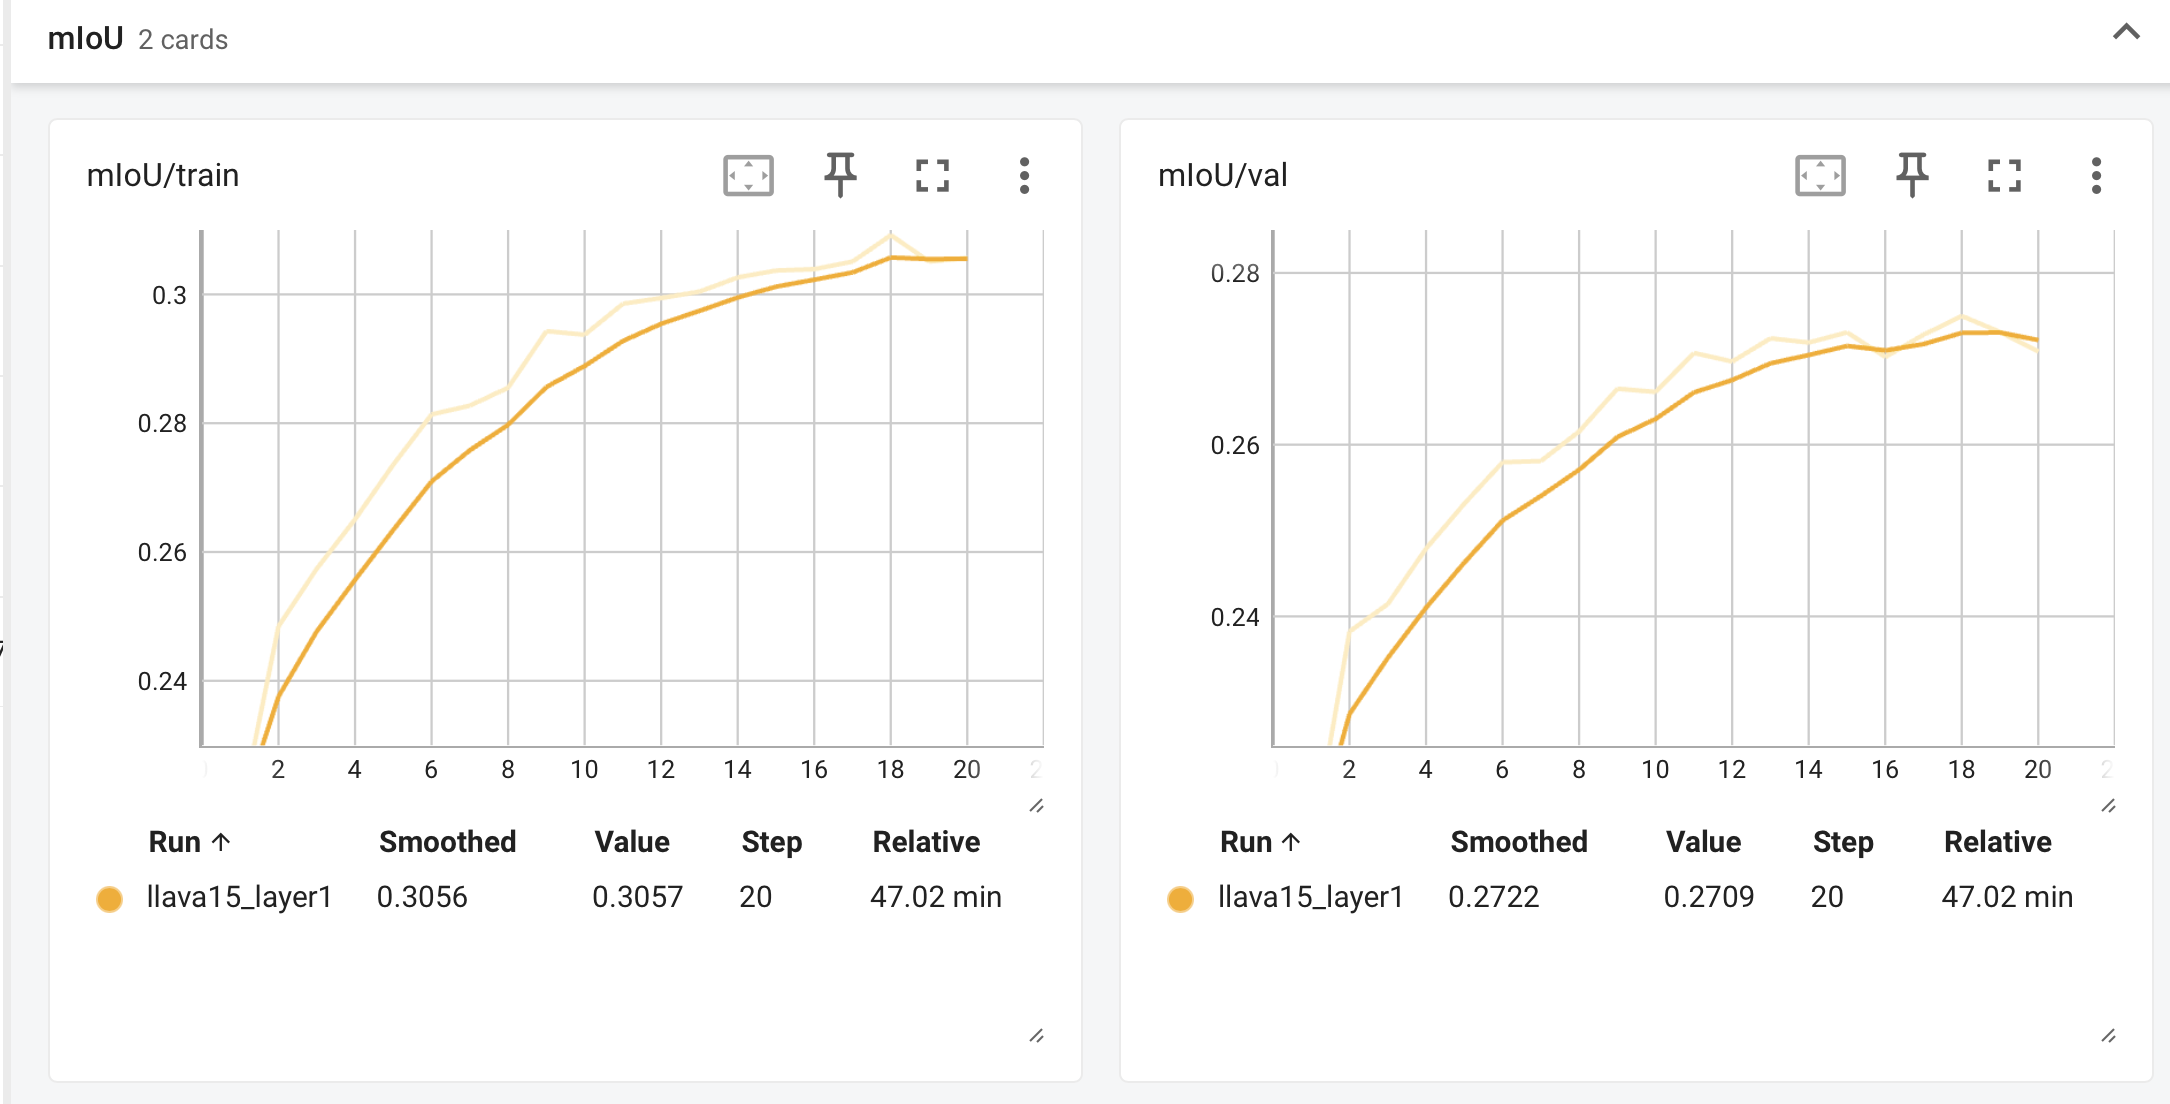 mIoU 2 cards
mIoU/train
0.3
0.28
0.26
0.24
2 4 6 8 10 12 14 16 18 20
Run ↑ Smoothed Value Step Relative
llava15_layer1 0.3056 0.3057 20 47.02 min
mIoU/val
0.28
0.26
0.24
2 4 6 8 10 12 14 16 18 20
Run ↑ Smoothed Value Step Relative
llava15_layer1 0.2722 0.2709 20 47.02 min